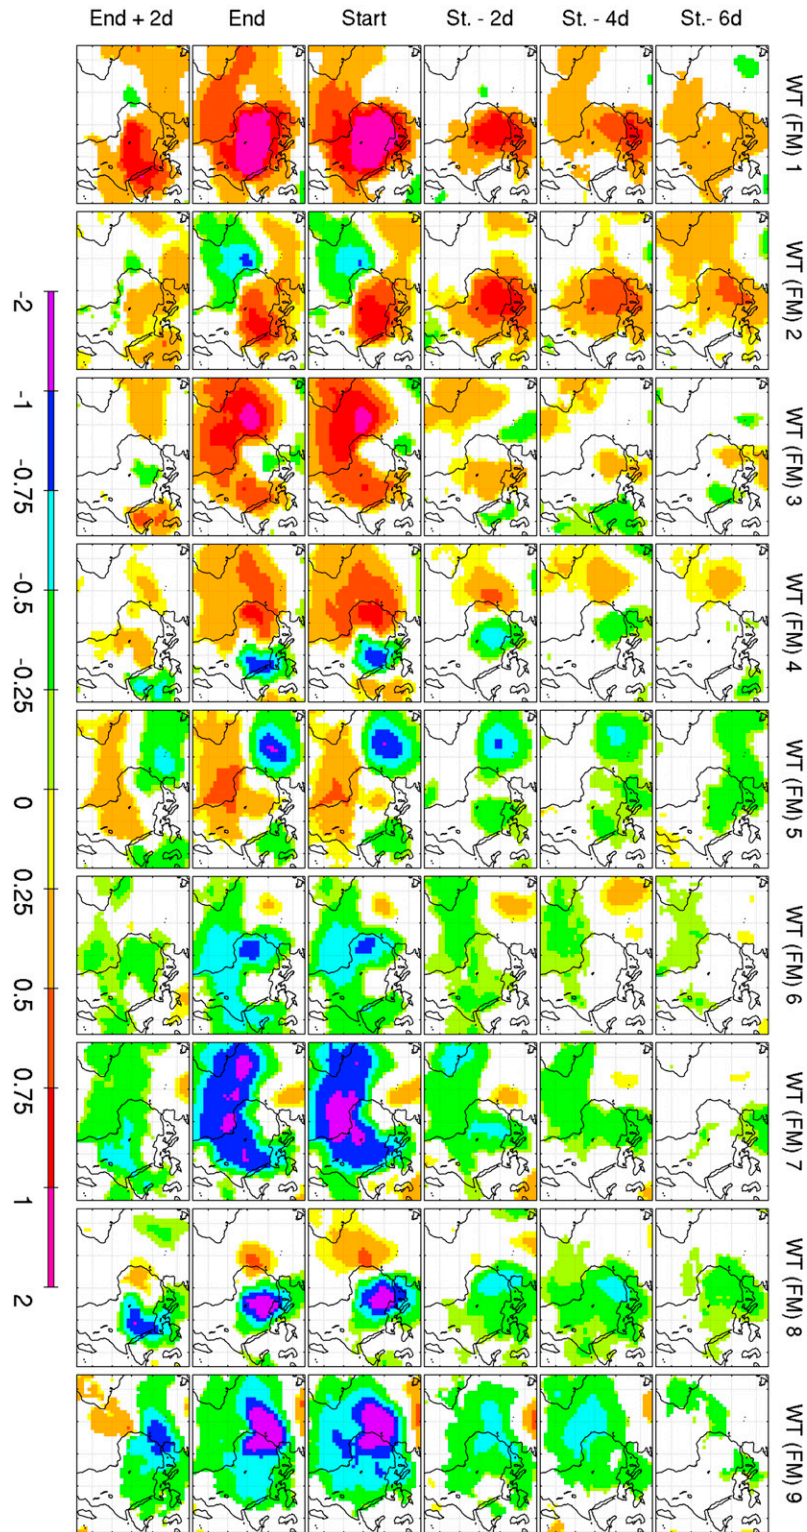 End + 2d
End
Start
St. - 2d
St. - 4d
St.- 6d
WT (FM) 1
WT (FM) 2
WT (FM) 3
WT (FM) 4
WT (FM) 5
WT (FM) 6
WT (FM) 7
WT (FM) 8
WT (FM) 9
-2
-1
-0.75
-0.5
-0.25
0
0.25
0.5
0.75
1
2